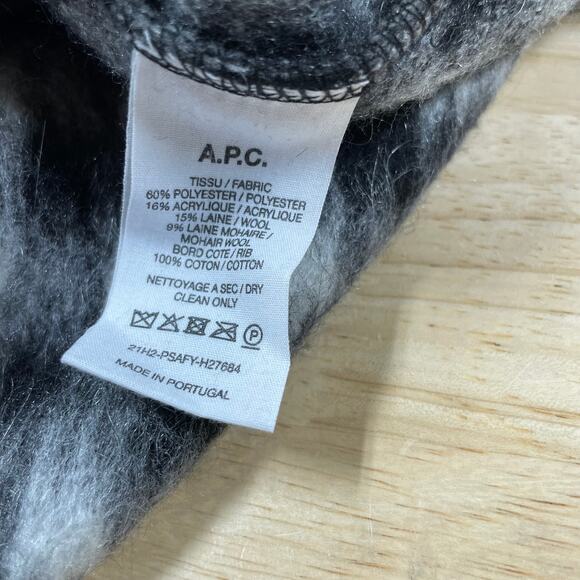 A.P.C.
TISSU / FABRIC
60% POLYESTER / POLYESTER
16% ACRYLIQUE / ACRYLIQUE
15% LAINE / WOOL
9% LAINE MOHAIRE /
MOHAIR WOOL
BORD COTE / RIB
100% COTON / COTTON
NETTOYAGE A SEC / DRY
CLEAN ONLY
P
21H2-PSAFY-H27684
MADE IN PORTUGAL